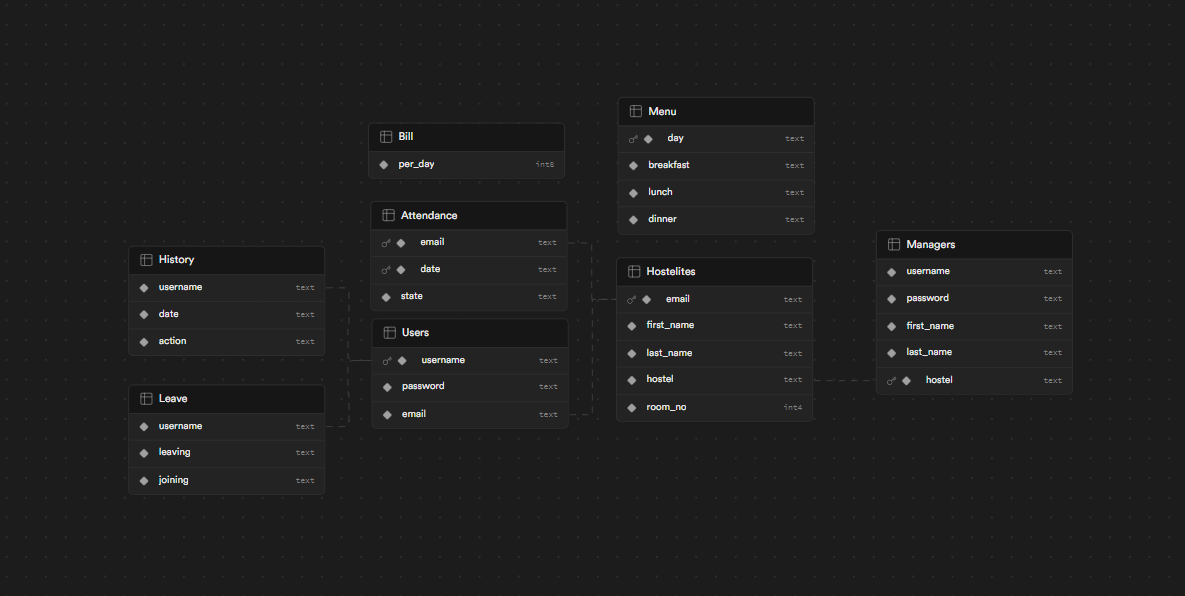 Menu
day text
breakfast text
lunch text
dinner text
Bill
per_day int8
Attendance
email text
date text
state text
Managers
username text
password text
first_name text
last_name text
hostel text
History
username text
date text
action text
Hostelites
email text
first_name text
last_name text
hostel text
room_no int4
Users
username text
password text
email text
Leave
username text
leaving text
joining text